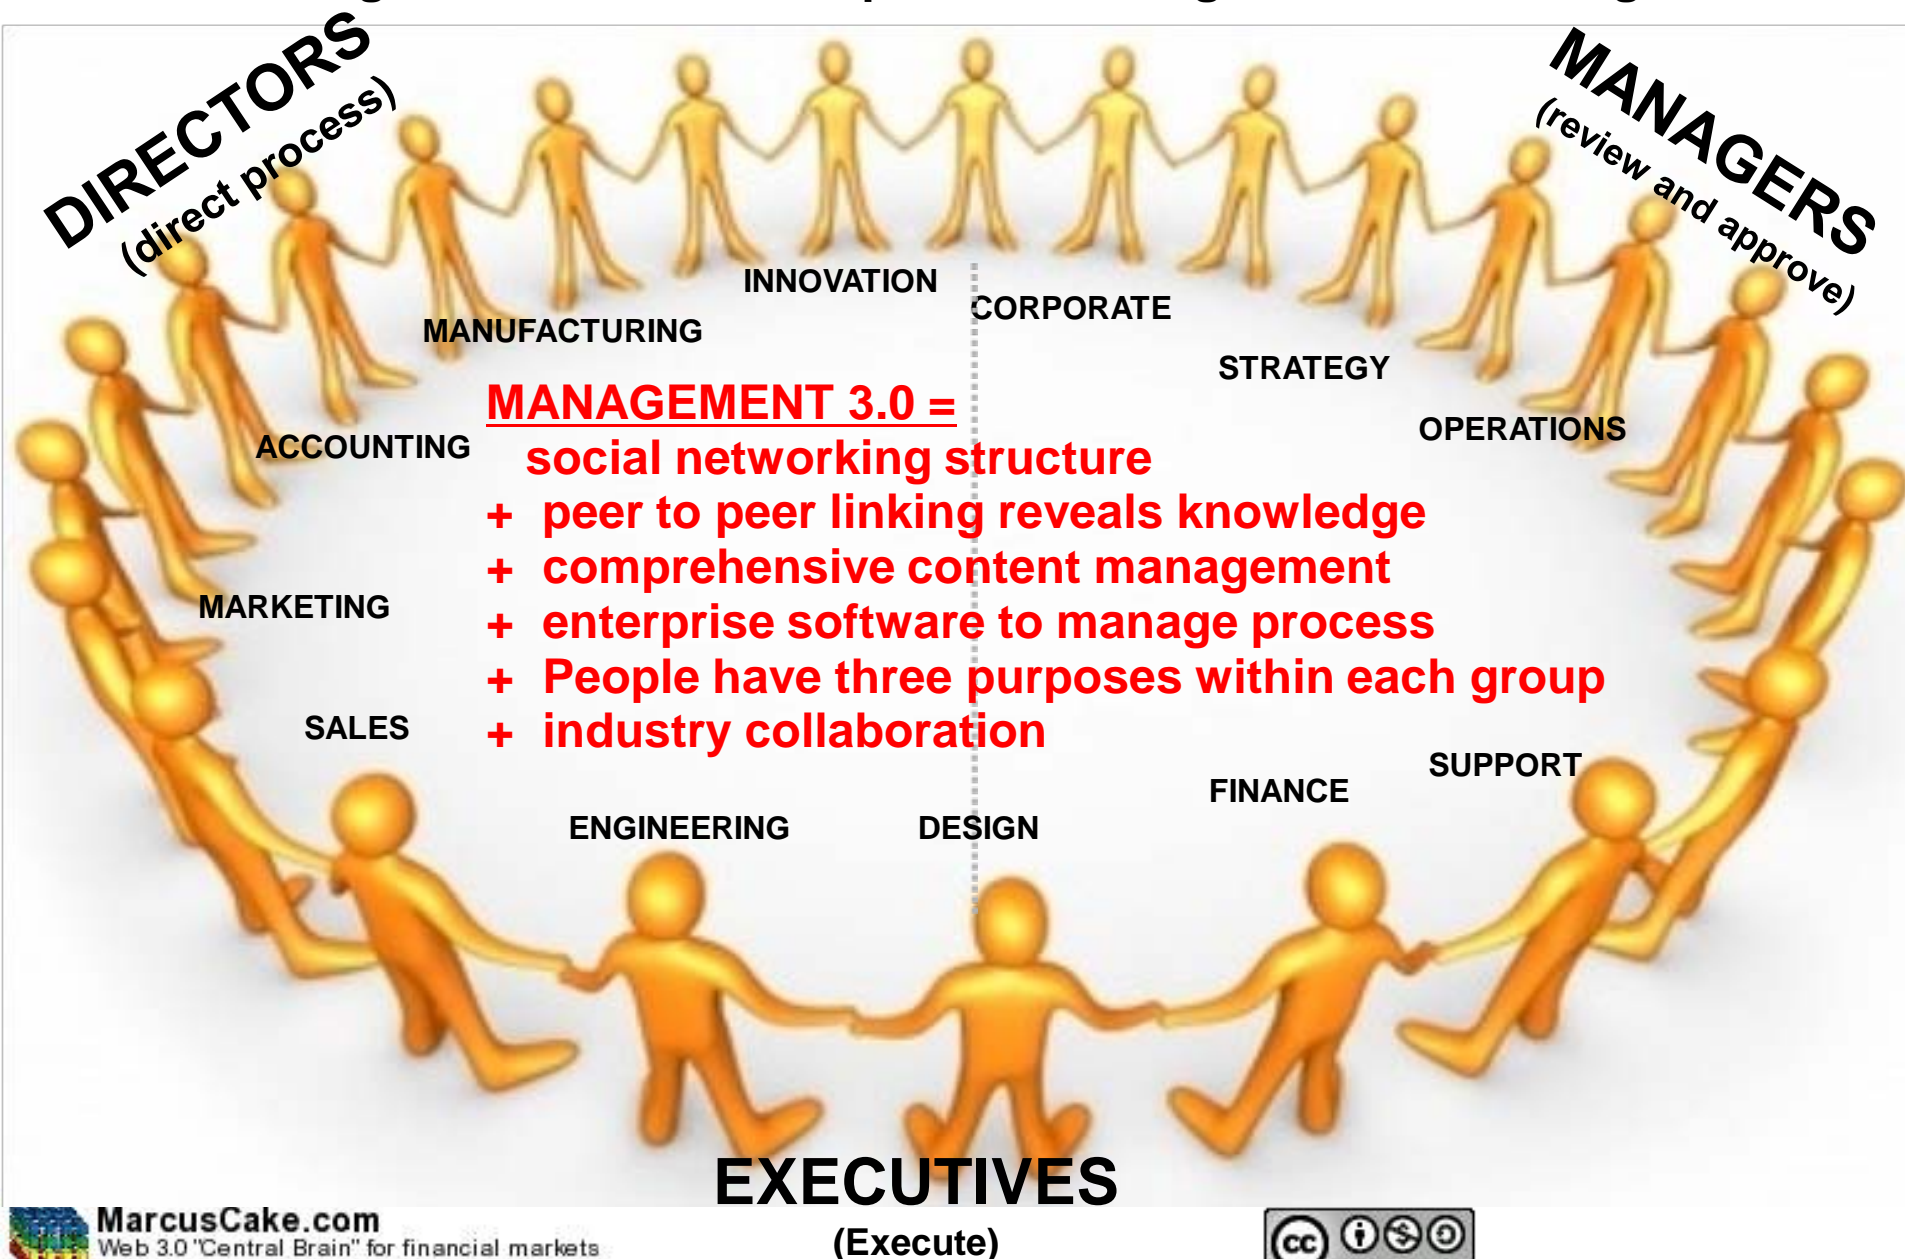 DIRECTORS
(direct process)
MANAGERS
(review and approve)
INNOVATION
CORPORATE
MANUFACTURING
STRATEGY
OPERATIONS
ACCOUNTING
MANAGEMENT 3.0 =
social networking structure
+ peer to peer linking reveals knowledge
+ comprehensive content management
+ enterprise software to manage process
+ People have three purposes within each group
+ industry collaboration
MARKETING
SALES
SUPPORT
FINANCE
ENGINEERING
DESIGN
EXECUTIVES
(Execute)
MarcusCake.com
Web 3.0 "Central Brain" for financial markets
cc